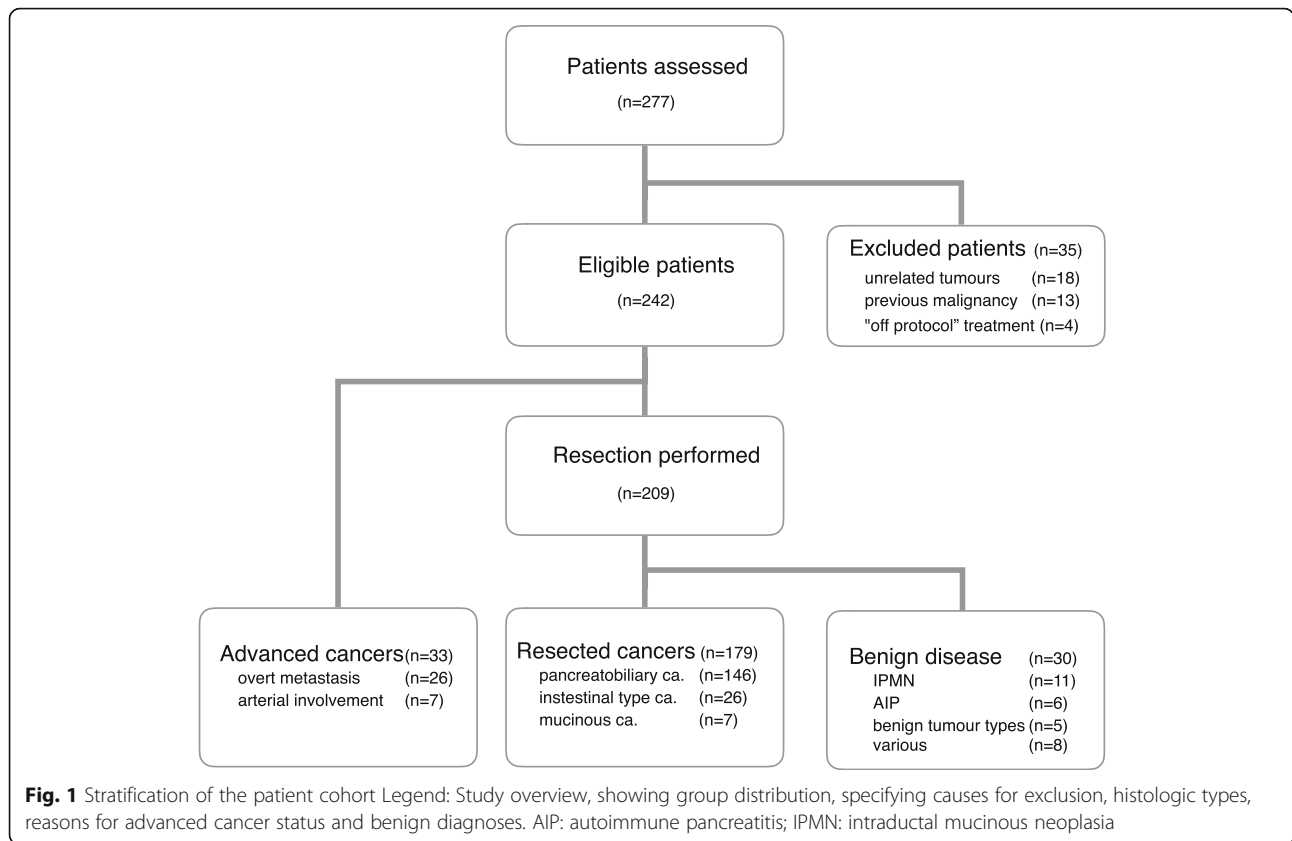 Patients assessed
(n=277)
Eligible patients
(n=242)
Excluded patients (n=35)
unrelated tumours (n=18)
previous malignancy (n=13)
"off protocol” treatment (n=4)
Resection performed
(n=209)
Advanced cancers(n=33)
overt metastasis (n=26)
arterial involvement (n=7)
Resected cancers (n=179)
pancreatobiliary ca. (n=146)
instestinal type ca. (n=26)
mucinous ca. (n=7)
Benign disease (n=30)
IPMN (n=11)
AIP (n=6)
benign tumour types (n=5)
various (n=8)
Fig. 1 Stratification of the patient cohort Legend: Study overview, showing group distribution, specifying causes for exclusion, histologic types,
reasons for advanced cancer status and benign diagnoses. AIP: autoimmune pancreatitis; IPMN: intraductal mucinous neoplasia